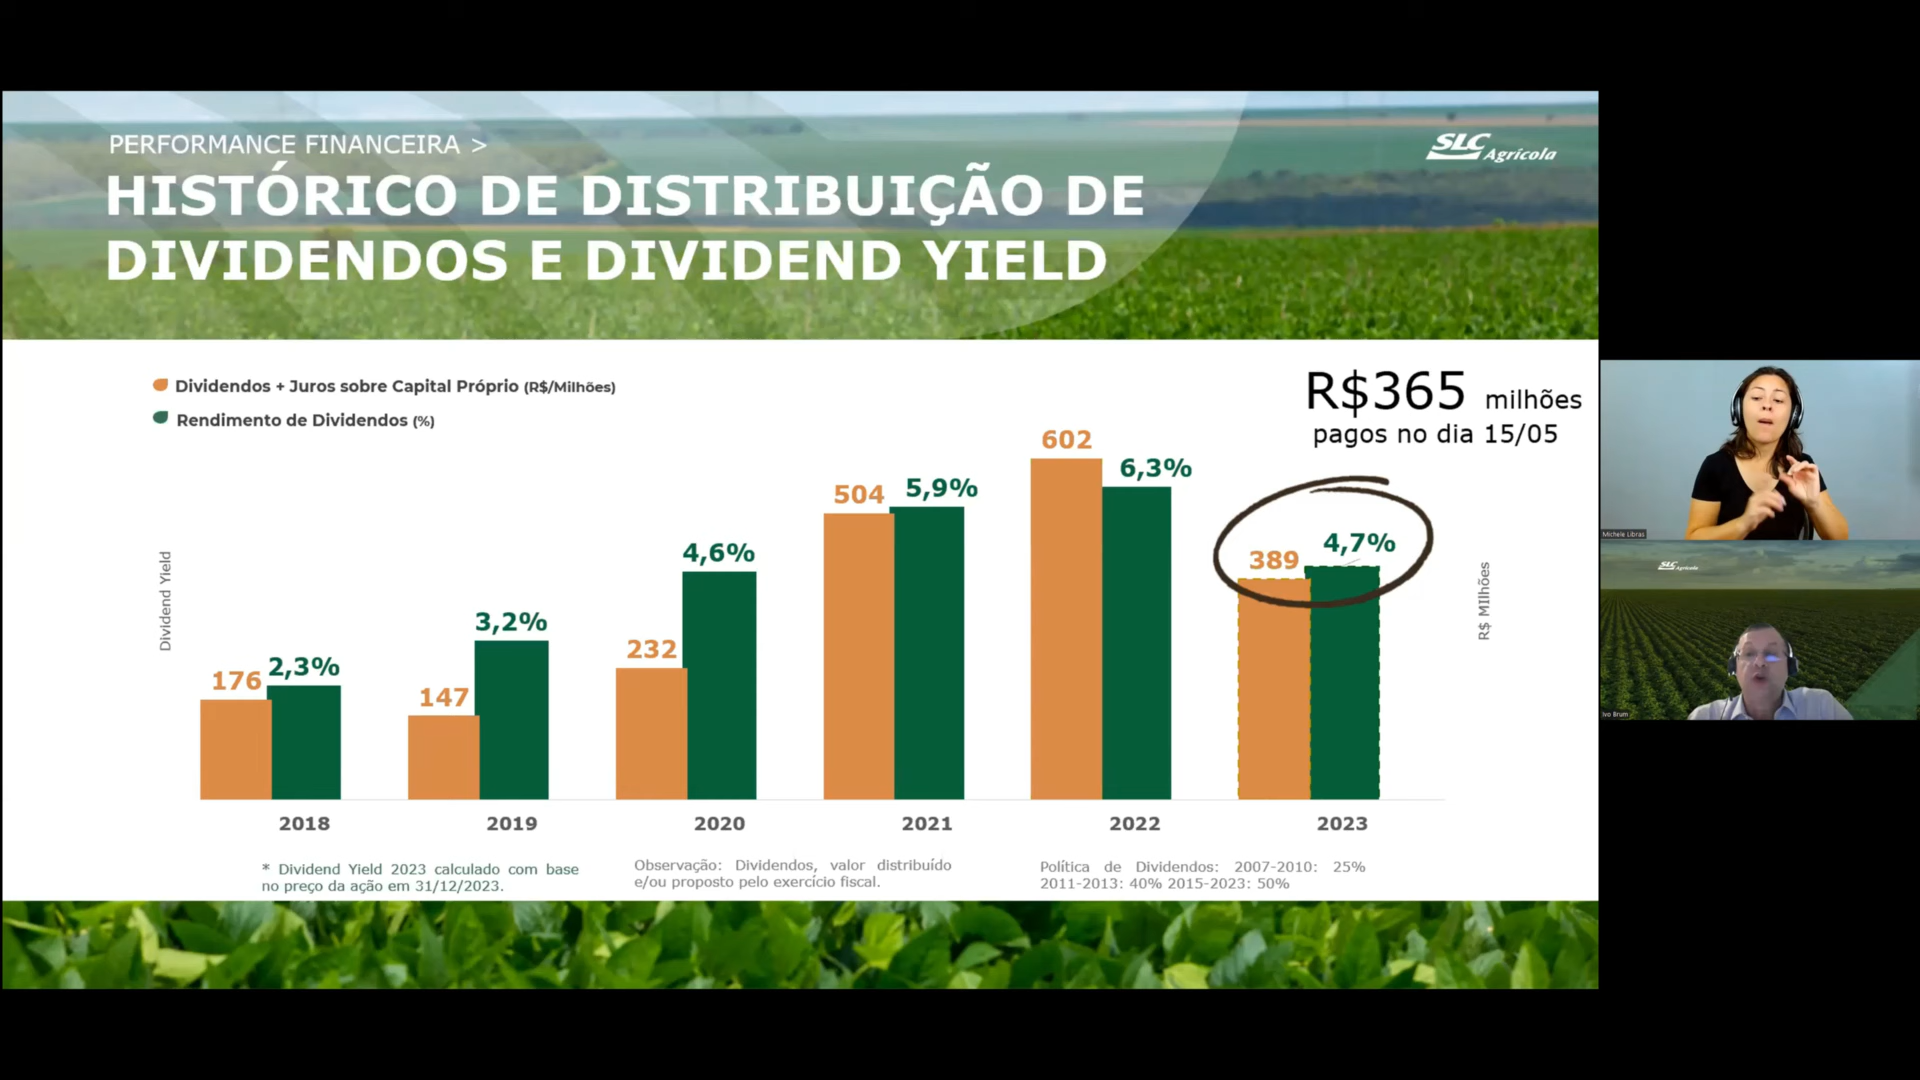 PERFORMANCE FINANCEIRA >
HISTÓRICO DE DISTRIBUIÇÃO DE
DIVIDENDOS E DIVIDEND YIELD
SLC
Agrícola
Dividendos + Juros sobre Capital Próprio (R$/Milhões)
Rendimento de Dividendos (%)
R$365 milhões
pagos no dia 15/05
Dividend Yield
176
2,3%
147
3,2%
232
4,6%
504
5,9%
602
6,3%
389
4,7%
R$ MIlhões
2018
2019
2020
2021
2022
2023
* Dividend Yield 2023 calculado com base
no preço da ação em 31/12/2023.
Observação: Dividendos, valor distribuído
e/ou proposto pelo exercício fiscal.
Política de Dividendos: 2007-2010: 25%
2011-2013: 40% 2015-2023: 50%
Michele Libras
SLC Agrícola
Ivo Brum